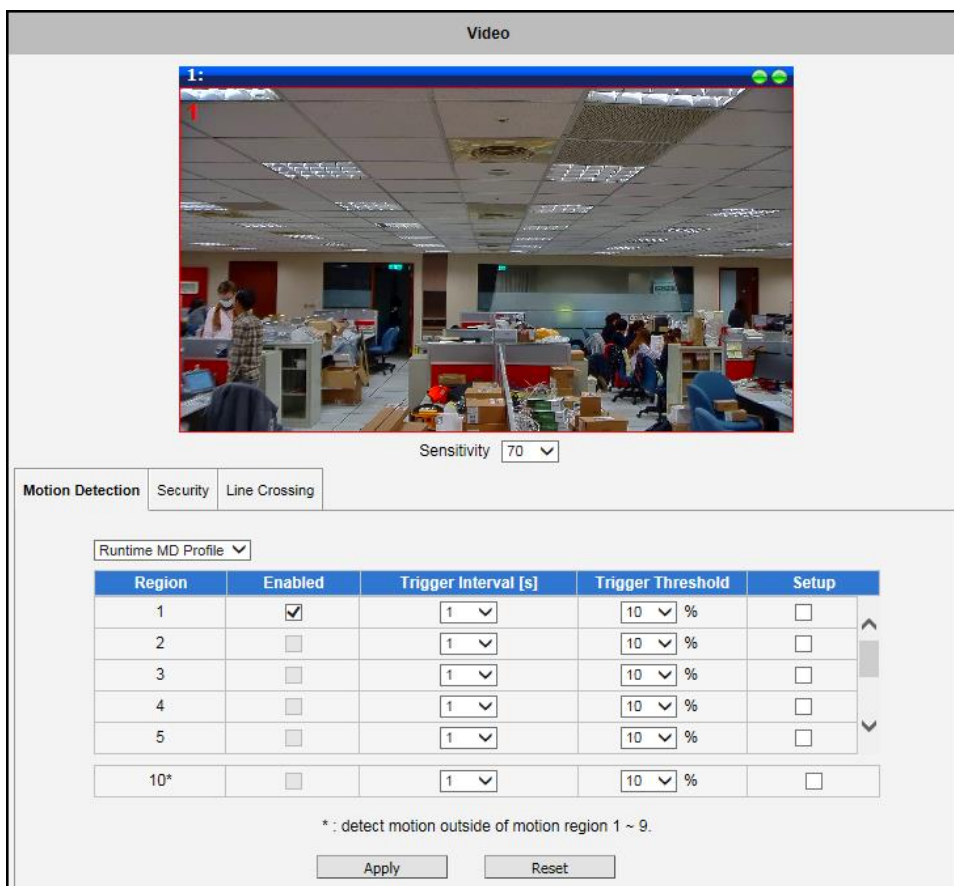 Video
1:
1
Sensitivity 70
Motion Detection Security Line Crossing
Runtime MD Profile
Region Enabled Trigger Interval [s] Trigger Threshold Setup
1 1 10 %
2 1 10 %
3 1 10 %
4 1 10 %
5 1 10 %
10* 1 10 %
* : detect motion outside of motion region 1 ~ 9.
Apply Reset